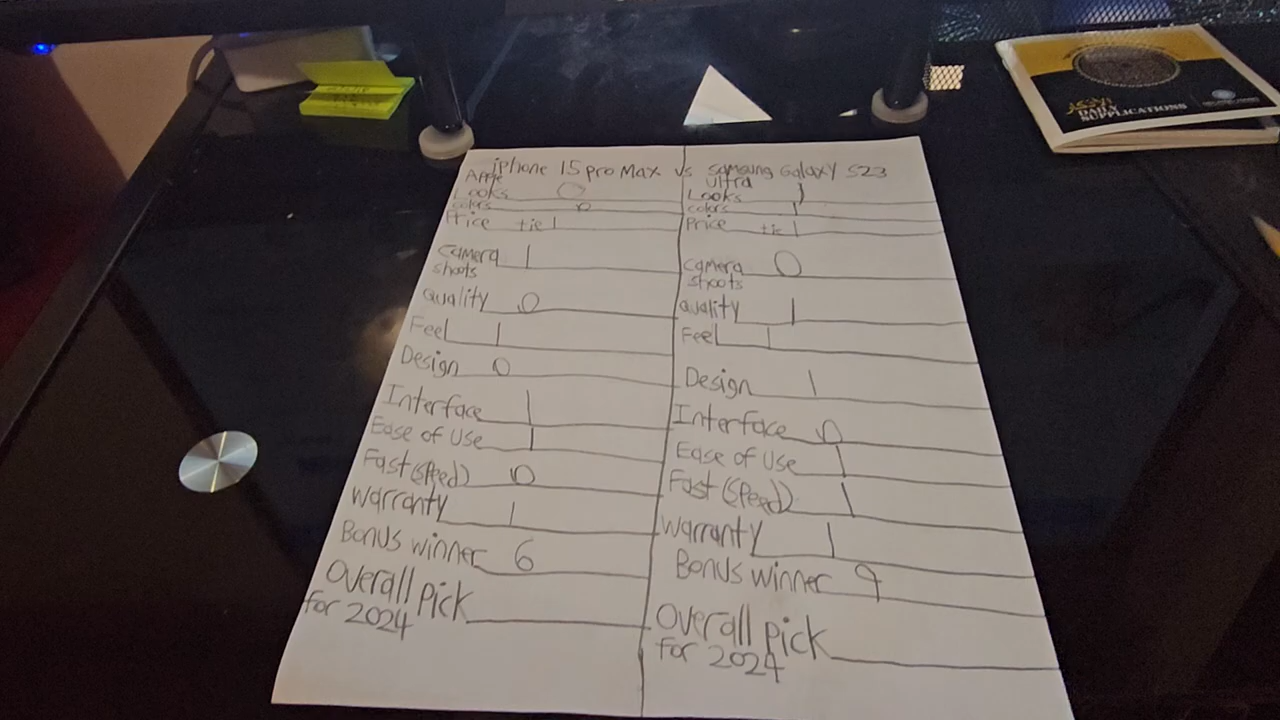 iPhone 15 pro Max vs Samsung Galaxy S23
Apple
Ultra
Looks 0
Looks 1
colors 0
colors 1
Price tie 1
Price tie 1
Camera 1
shoots
Camera 0
shoots
Quality 0
Quality 1
Feel 1
Feel 1
Design 0
Design 1
Interface 1
Interface 0
Ease of Use 1
Ease of Use 1
Fast (Speed) 0
Fast (Speed) 1
Warranty 1
Warranty 1
Bonus winner 6
Bonus winner 9
Overall pick
for 2024
Overall pick
for 2024
DAILY
SUPPLICATIONS